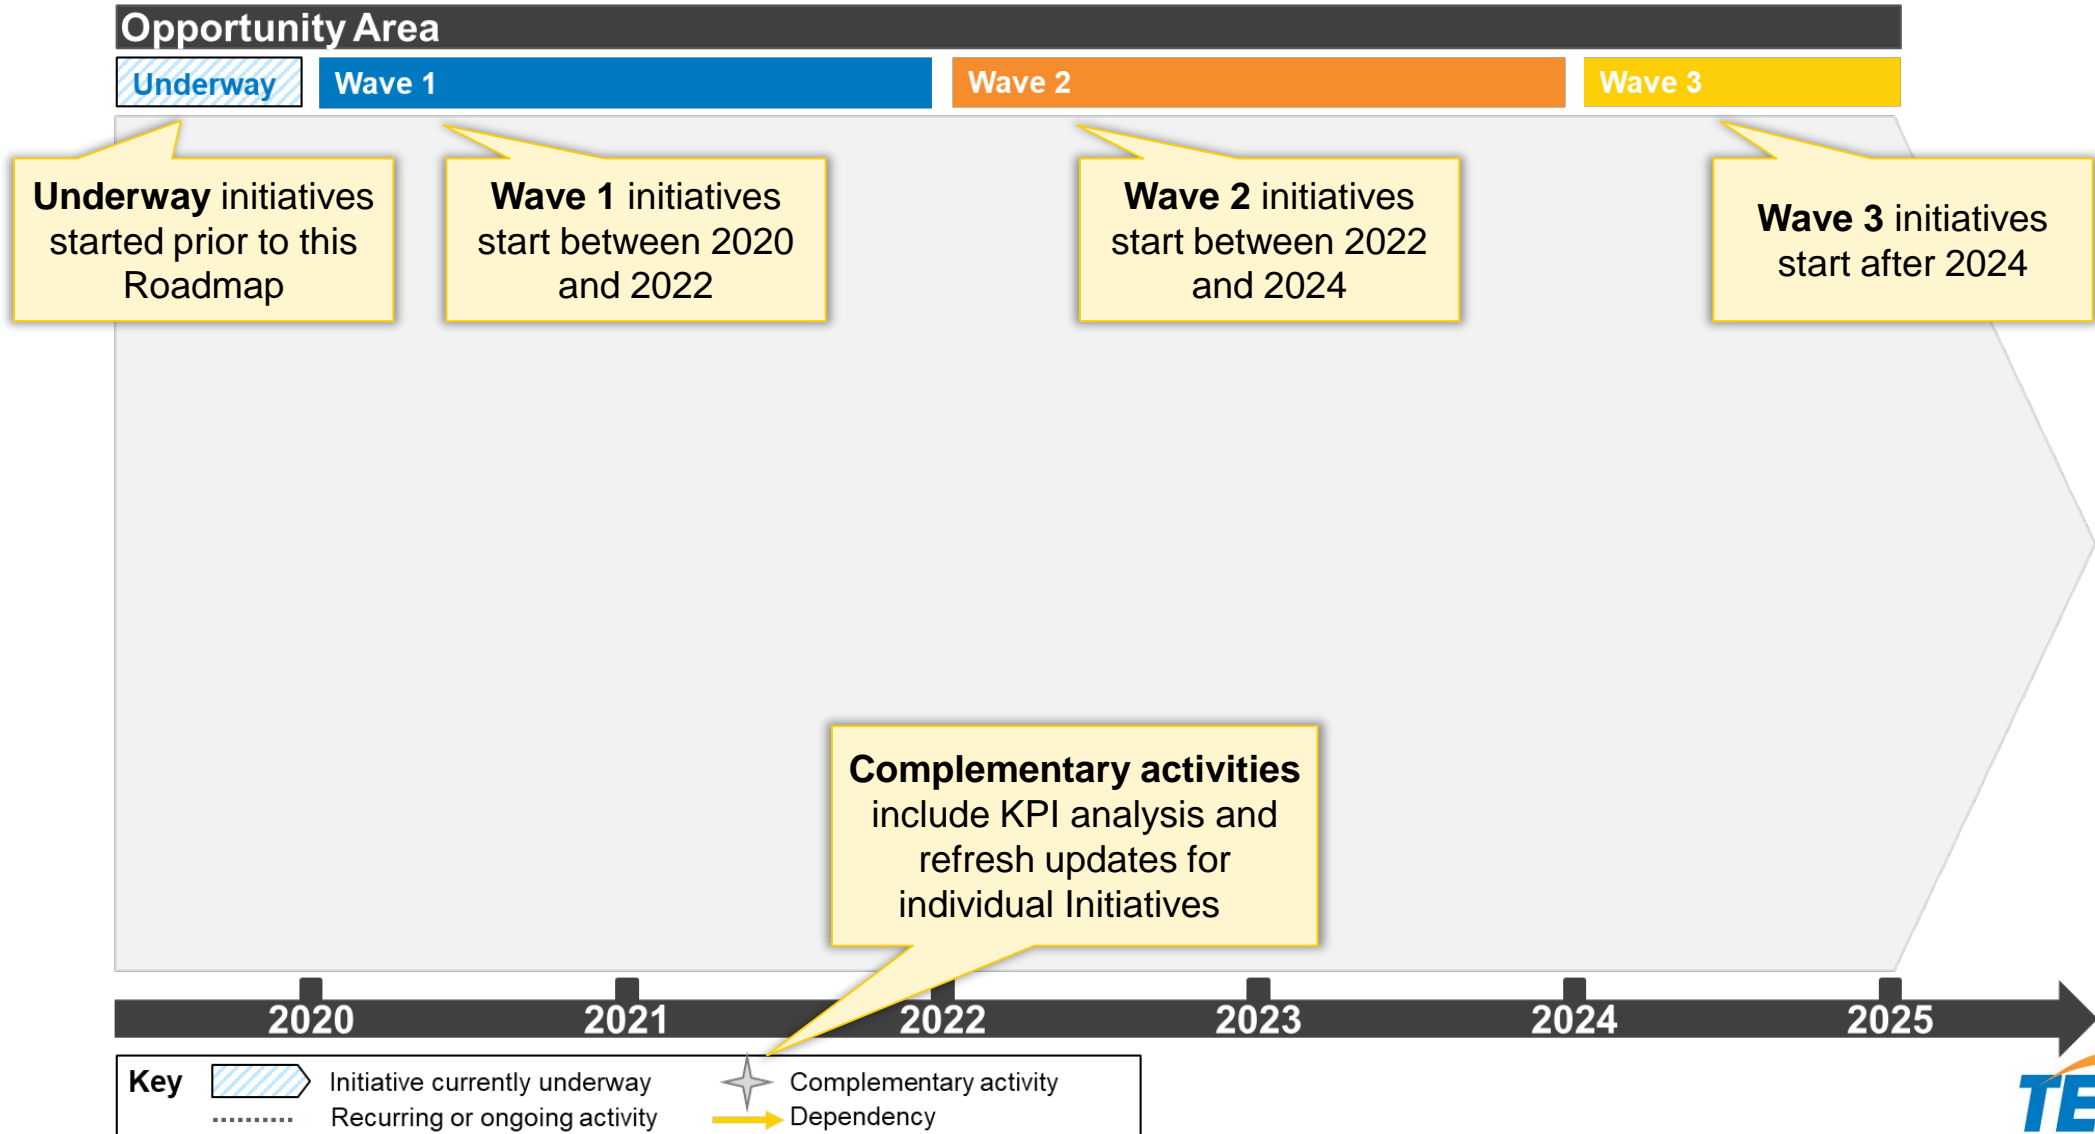 Opportunity Area
Underway
Wave 1
Wave 2
Wave 3
Underway initiatives
started prior to this
Roadmap
Wave 1 initiatives
start between 2020
and 2022
Wave 2 initiatives
start between 2022
and 2024
Wave 3 initiatives
start after 2024
Complementary activities
include KPI analysis and
refresh updates for
individual Initiatives
2020
2021
2022
2023
2024
2025
Key
Initiative currently underway
Complementary activity
Recurring or ongoing activity
Dependency